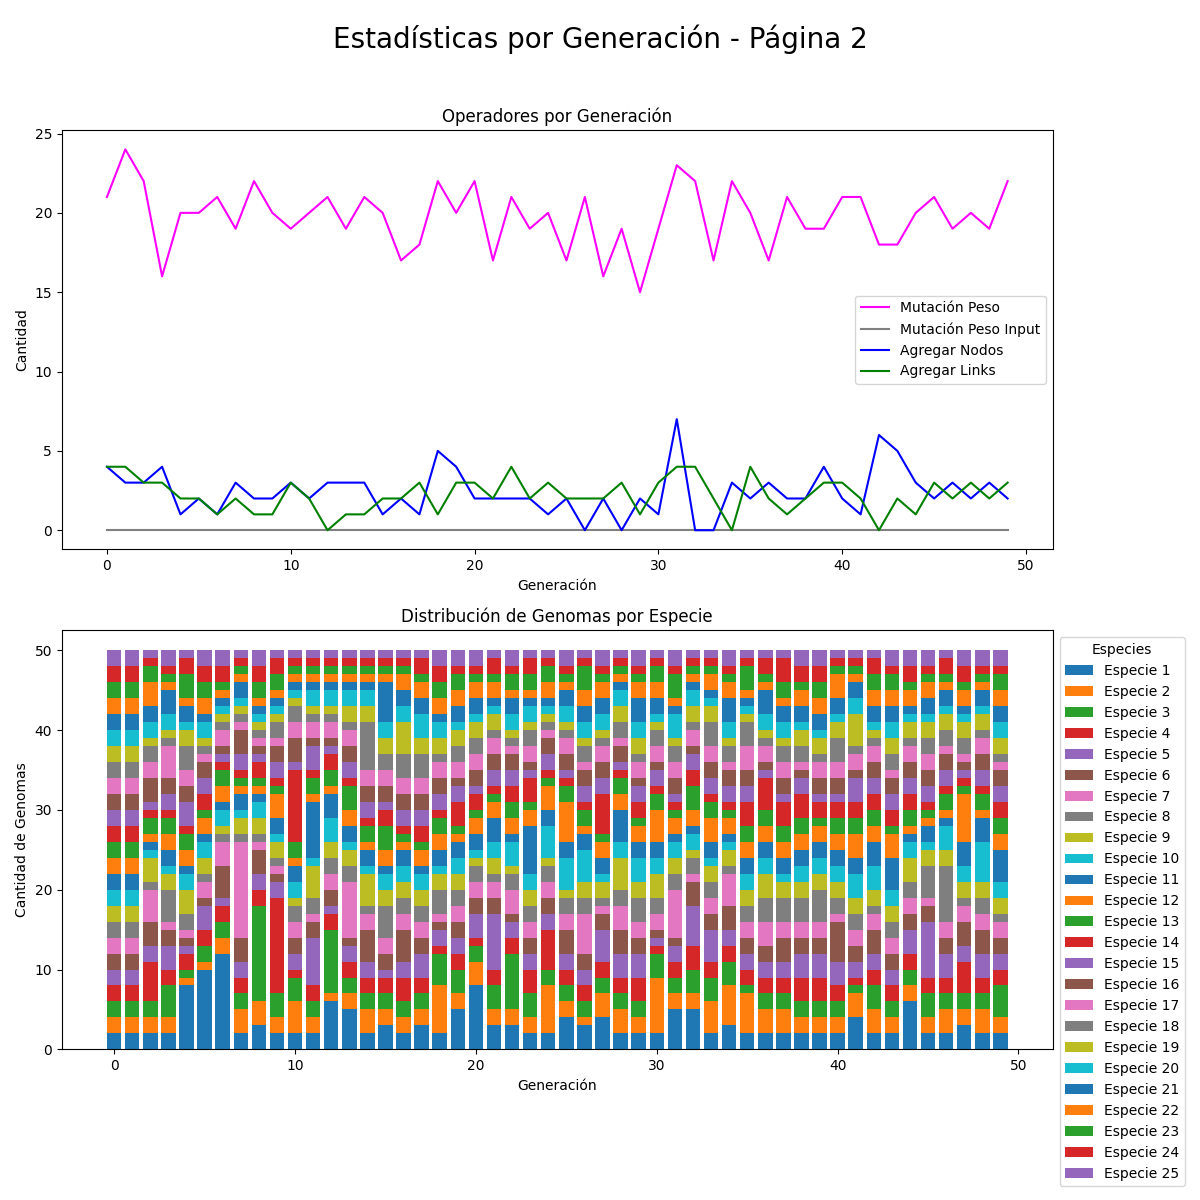 Estadísticas por Generación - Página 2
Operadores por Generación
25
20
15
10
5
0
Cantidad
Mutación Peso
Mutación Peso Input
Agregar Nodos
Agregar Links
0 10 20 30 40 50
Generación
Distribución de Genomas por Especie
50
40
30
20
10
0
Cantidad de Genomas
0 10 20 30 40 50
Generación
Especies
Especie 1
Especie 2
Especie 3
Especie 4
Especie 5
Especie 6
Especie 7
Especie 8
Especie 9
Especie 10
Especie 11
Especie 12
Especie 13
Especie 14
Especie 15
Especie 16
Especie 17
Especie 18
Especie 19
Especie 20
Especie 21
Especie 22
Especie 23
Especie 24
Especie 25